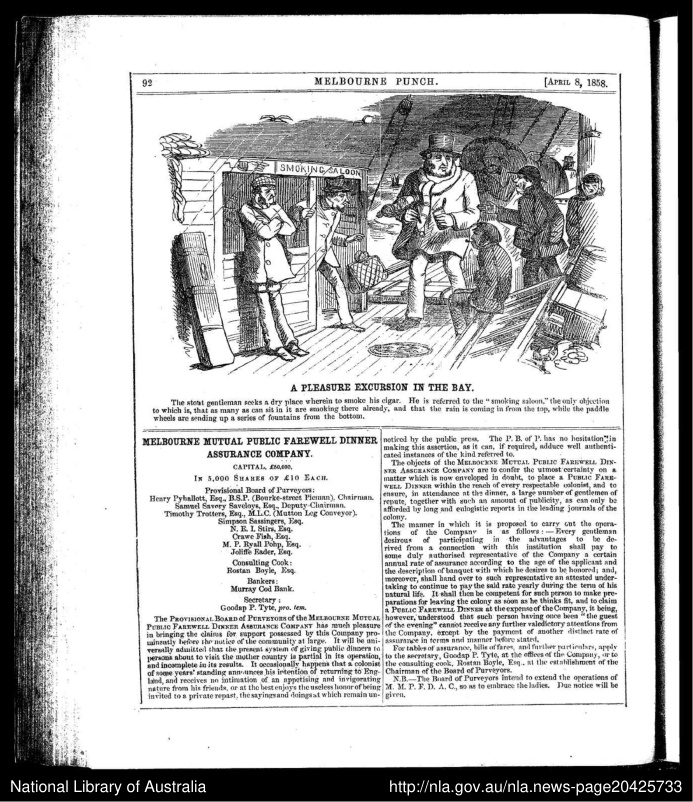 92
MELBOURNE PUNCH.
[APRIL 8, 1858.
SMOKING SALOON
A PLEASURE EXCURSION IN THE BAY.
The stout gentleman seeks a dry place wherein to smoke his cigar. He is referred to the "smoking saloon," the only objection
to which is, that as many as can sit in it are smoking there already, and that the rain is coming in from the top, while the paddle
wheels are sending up a series of fountains from the bottom.
MELBOURNE MUTUAL PUBLIC FAREWELL DINNER
ASSURANCE COMPANY.
CAPITAL, £50,000,
IN 5,000 SHARES OF £10 EACH.
Provisional Board of Purveyors:
Henry Pyballott, Esq., B.S.P. (Bourke-street Pieman), Chairman.
Samuel Savery Saveloys, Esq., Deputy-Chairman.
Timothy Trotters, Esq., M.L.C. (Mutton Leg Conveyor).
Simpson Sassingers, Esq.
N. E. I. Stirs, Esq.
Crawe Fish, Esq.
M. P. Ryall Pohp, Esq.
Joliffe Eader, Esq.
Consulting Cook:
Rostan Boyle, Esq.
Bankers:
Murray Cod Bank.
Secretary:
Goodap P. Tyte, pro. tem.
The PROVISIONAL BOARD OF PURVEYORS of the MELBOURNE MUTUAL
PUBLIC FAREWELL DINNER ASSURANCE COMPANY has much pleasure
in bringing the claims for support possessed by this Company pro-
minently before the notice of the community at large. It will be uni-
versally admitted that the present system of giving public dinners to
persons about to visit the mother country is partial in its operation,
and incomplete in its results. It occasionally happens that a colonist
of some years' standing announces his intention of returning to Eng-
land, and receives no intimation of an appetising and invigorating
nature from his friends, or at the best enjoys the useless honor of being
invited to a private repast, the sayings and doings at which remain un-
noticed by the public press. The P. B. of P. has no hesitation in
making this assertion, as it can, if required, adduce well authenti-
cated instances of the kind referred to.
The objects of the MELBOURNE MUTUAL PUBLIC FAREWELL DIN-
NER ASSURANCE COMPANY are to confer the utmost certainty on a
matter which is now enveloped in doubt, to place a PUBLIC FARE-
WELL DINNER within the reach of every respectable colonist, and to
ensure, in attendance at the dinner, a large number of gentlemen of
repute, together with such an amount of publicity, as can only be
afforded by long and eulogistic reports in the leading journals of the
colony.
The manner in which it is proposed to carry out the opera-
tions of the Company is as follows:—Every gentleman
desirous of participating in the advantages to be de-
rived from a connection with this institution shall pay to
some duly authorised representative of the Company a certain
annual rate of assurance according to the age of the applicant and
the description of banquet with which he desires to be honored; and,
moreover, shall hand over to such representative an attested under-
taking to continue to pay the said rate yearly during the term of his
natural life. It shall then be competent for such person to make pre-
parations for leaving the colony as soon as he thinks fit, and to claim
a PUBLIC FAREWELL DINNER at the expense of the Company, it being,
however, understood that such person having once been "the guest
of the evening" cannot receive any further valedictory attentions from
the Company, except by the payment of another distinct rate of
assurance in terms and manner before stated,
For tables of assurance, bills of fares, and further particulars, apply
to the secretary, Goodap P. Tyte, at the offices of the Company, or to
the consulting cook, Rostan Boyle, Esq., at the establishment of the
Chairman of the Board of Purveyors.
N.B.—The Board of Purveyors intend to extend the operations of
M. M. P. F. D. A. C., so as to embrace the ladies. Due notice will be
given.
National Library of Australia
http://nla.gov.au/nla.news-page20425733